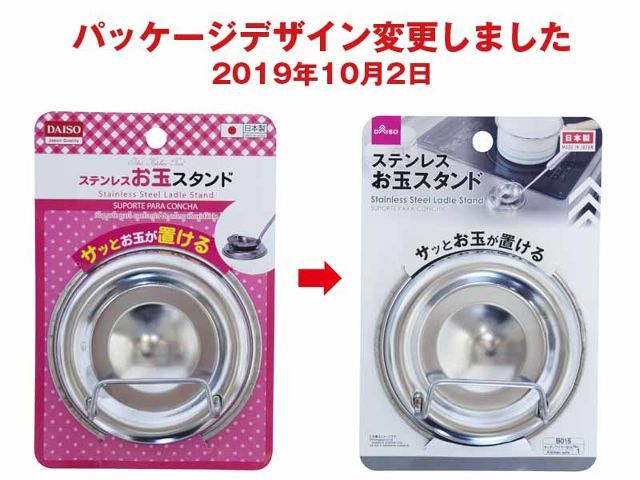 パッケージデザイン変更しました
2019年10月2日
DAISO
Japan Quality
日本製
ステンレスお玉スタンド
Stainless Steel Ladle Stand
SUPORTE PARA CONCHA
サッとお玉が置ける
DAISO
日本製
MADE IN JAPAN
ステンレス
お玉スタンド
Stainless Steel Ladle Stand
SUPORTE PARA CONCHA
サッとお玉が置ける
B015